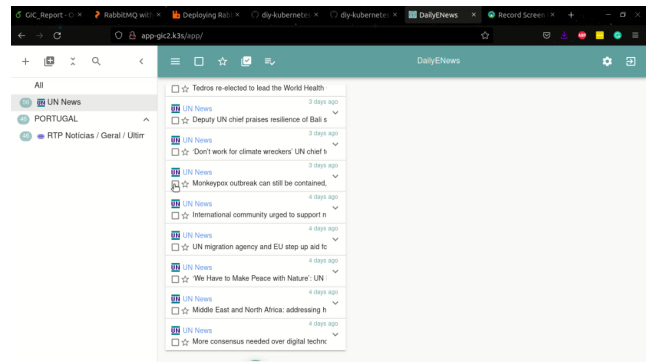 GIC_Report - O
RabbitMQ with
Deploying Rabb
diy-kubernetes
diy-kubernetes
DailyENews
Record Screen
app-gic2.k3s/app/
DailyENews
All
56 UN News
46 PORTUGAL
46 RTP Notícias / Geral / Últim
Tedros re-elected to lead the World Health
3 days ago
UN News
Deputy UN chief praises resilience of Bali s
3 days ago
UN News
'Don't work for climate wreckers' UN chief t
3 days ago
UN News
Monkeypox outbreak can still be contained,
4 days ago
UN News
International community urged to support n
4 days ago
UN News
UN migration agency and EU step up aid fo
4 days ago
UN News
'We Have to Make Peace with Nature': UN
4 days ago
UN News
Middle East and North Africa: addressing h
4 days ago
UN News
More consensus needed over digital techno